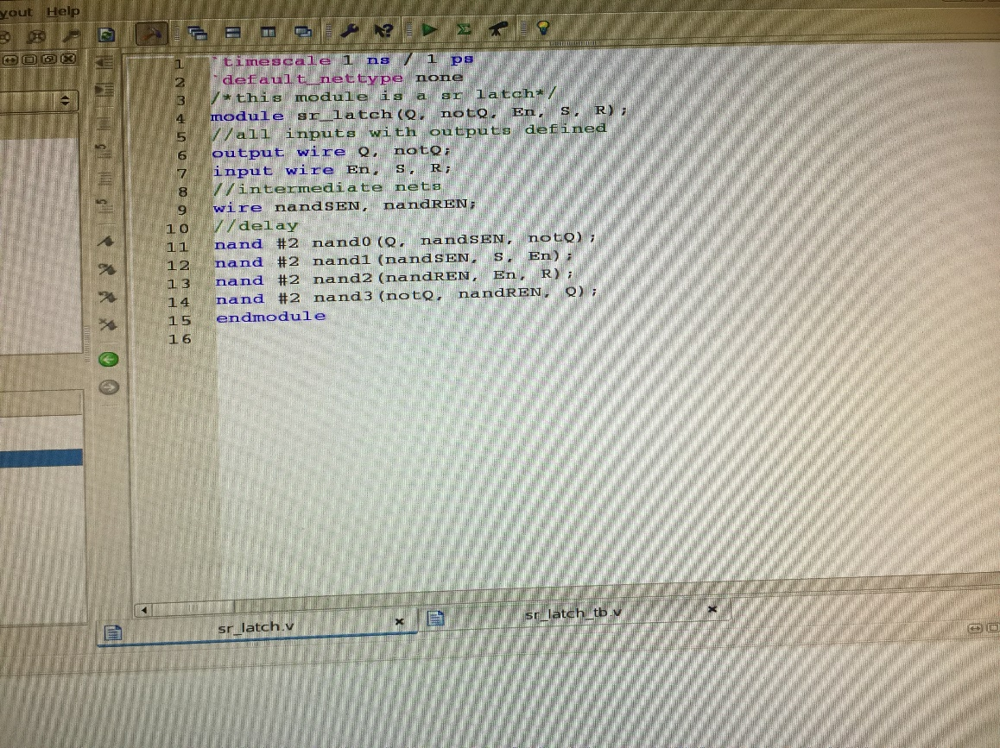 yout Help
1 `timescale 1 ns / 1 ps
2 `default_nettype none
3 /*this module is a sr latch*/
4 module sr_latch(Q, notQ, En, S, R);
5 //all inputs with outputs defined
6 output wire Q, notQ;
7 input wire En, S, R;
8 //intermediate nets
9 wire nandSEN, nandREN;
10 //delay
11 nand #2 nand0(Q, nandSEN, notQ);
12 nand #2 nand1(nandSEN, S, En);
13 nand #2 nand2(nandREN, En, R);
14 nand #2 nand3(notQ, nandREN, Q);
15 endmodule
16
sr_latch.v
sr_latch_tb.v